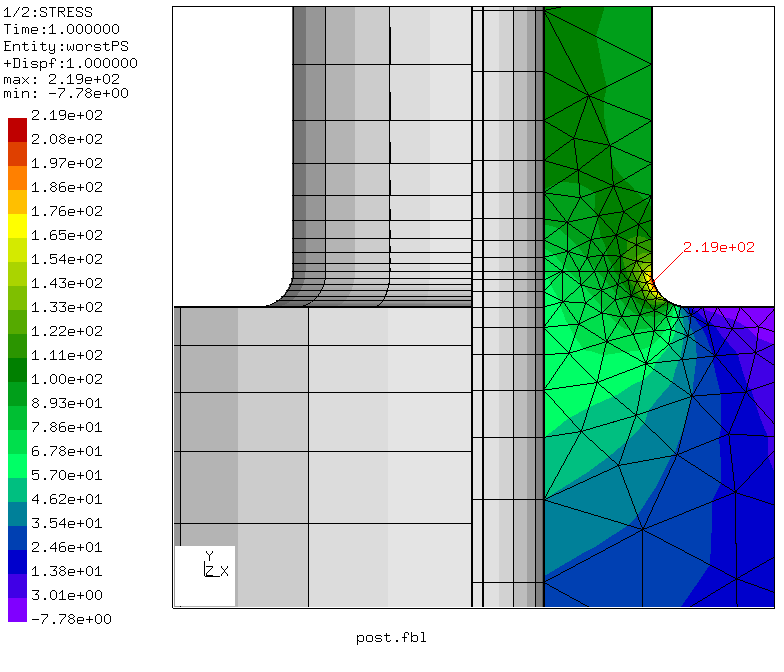 1/2:STRESS
Time:1.000000
Entity:worstPS
+Dispf:1.000000
max: 2.19e+02
min: -7.78e+00
2.19e+02
2.08e+02
1.97e+02
1.86e+02
1.76e+02
1.65e+02
1.54e+02
1.43e+02
1.33e+02
1.22e+02
1.11e+02
1.00e+02
8.93e+01
7.86e+01
6.78e+01
5.70e+01
4.62e+01
3.54e+01
2.46e+01
1.38e+01
3.01e+00
-7.78e+00
2.19e+02
Y
Z X
post.fbl